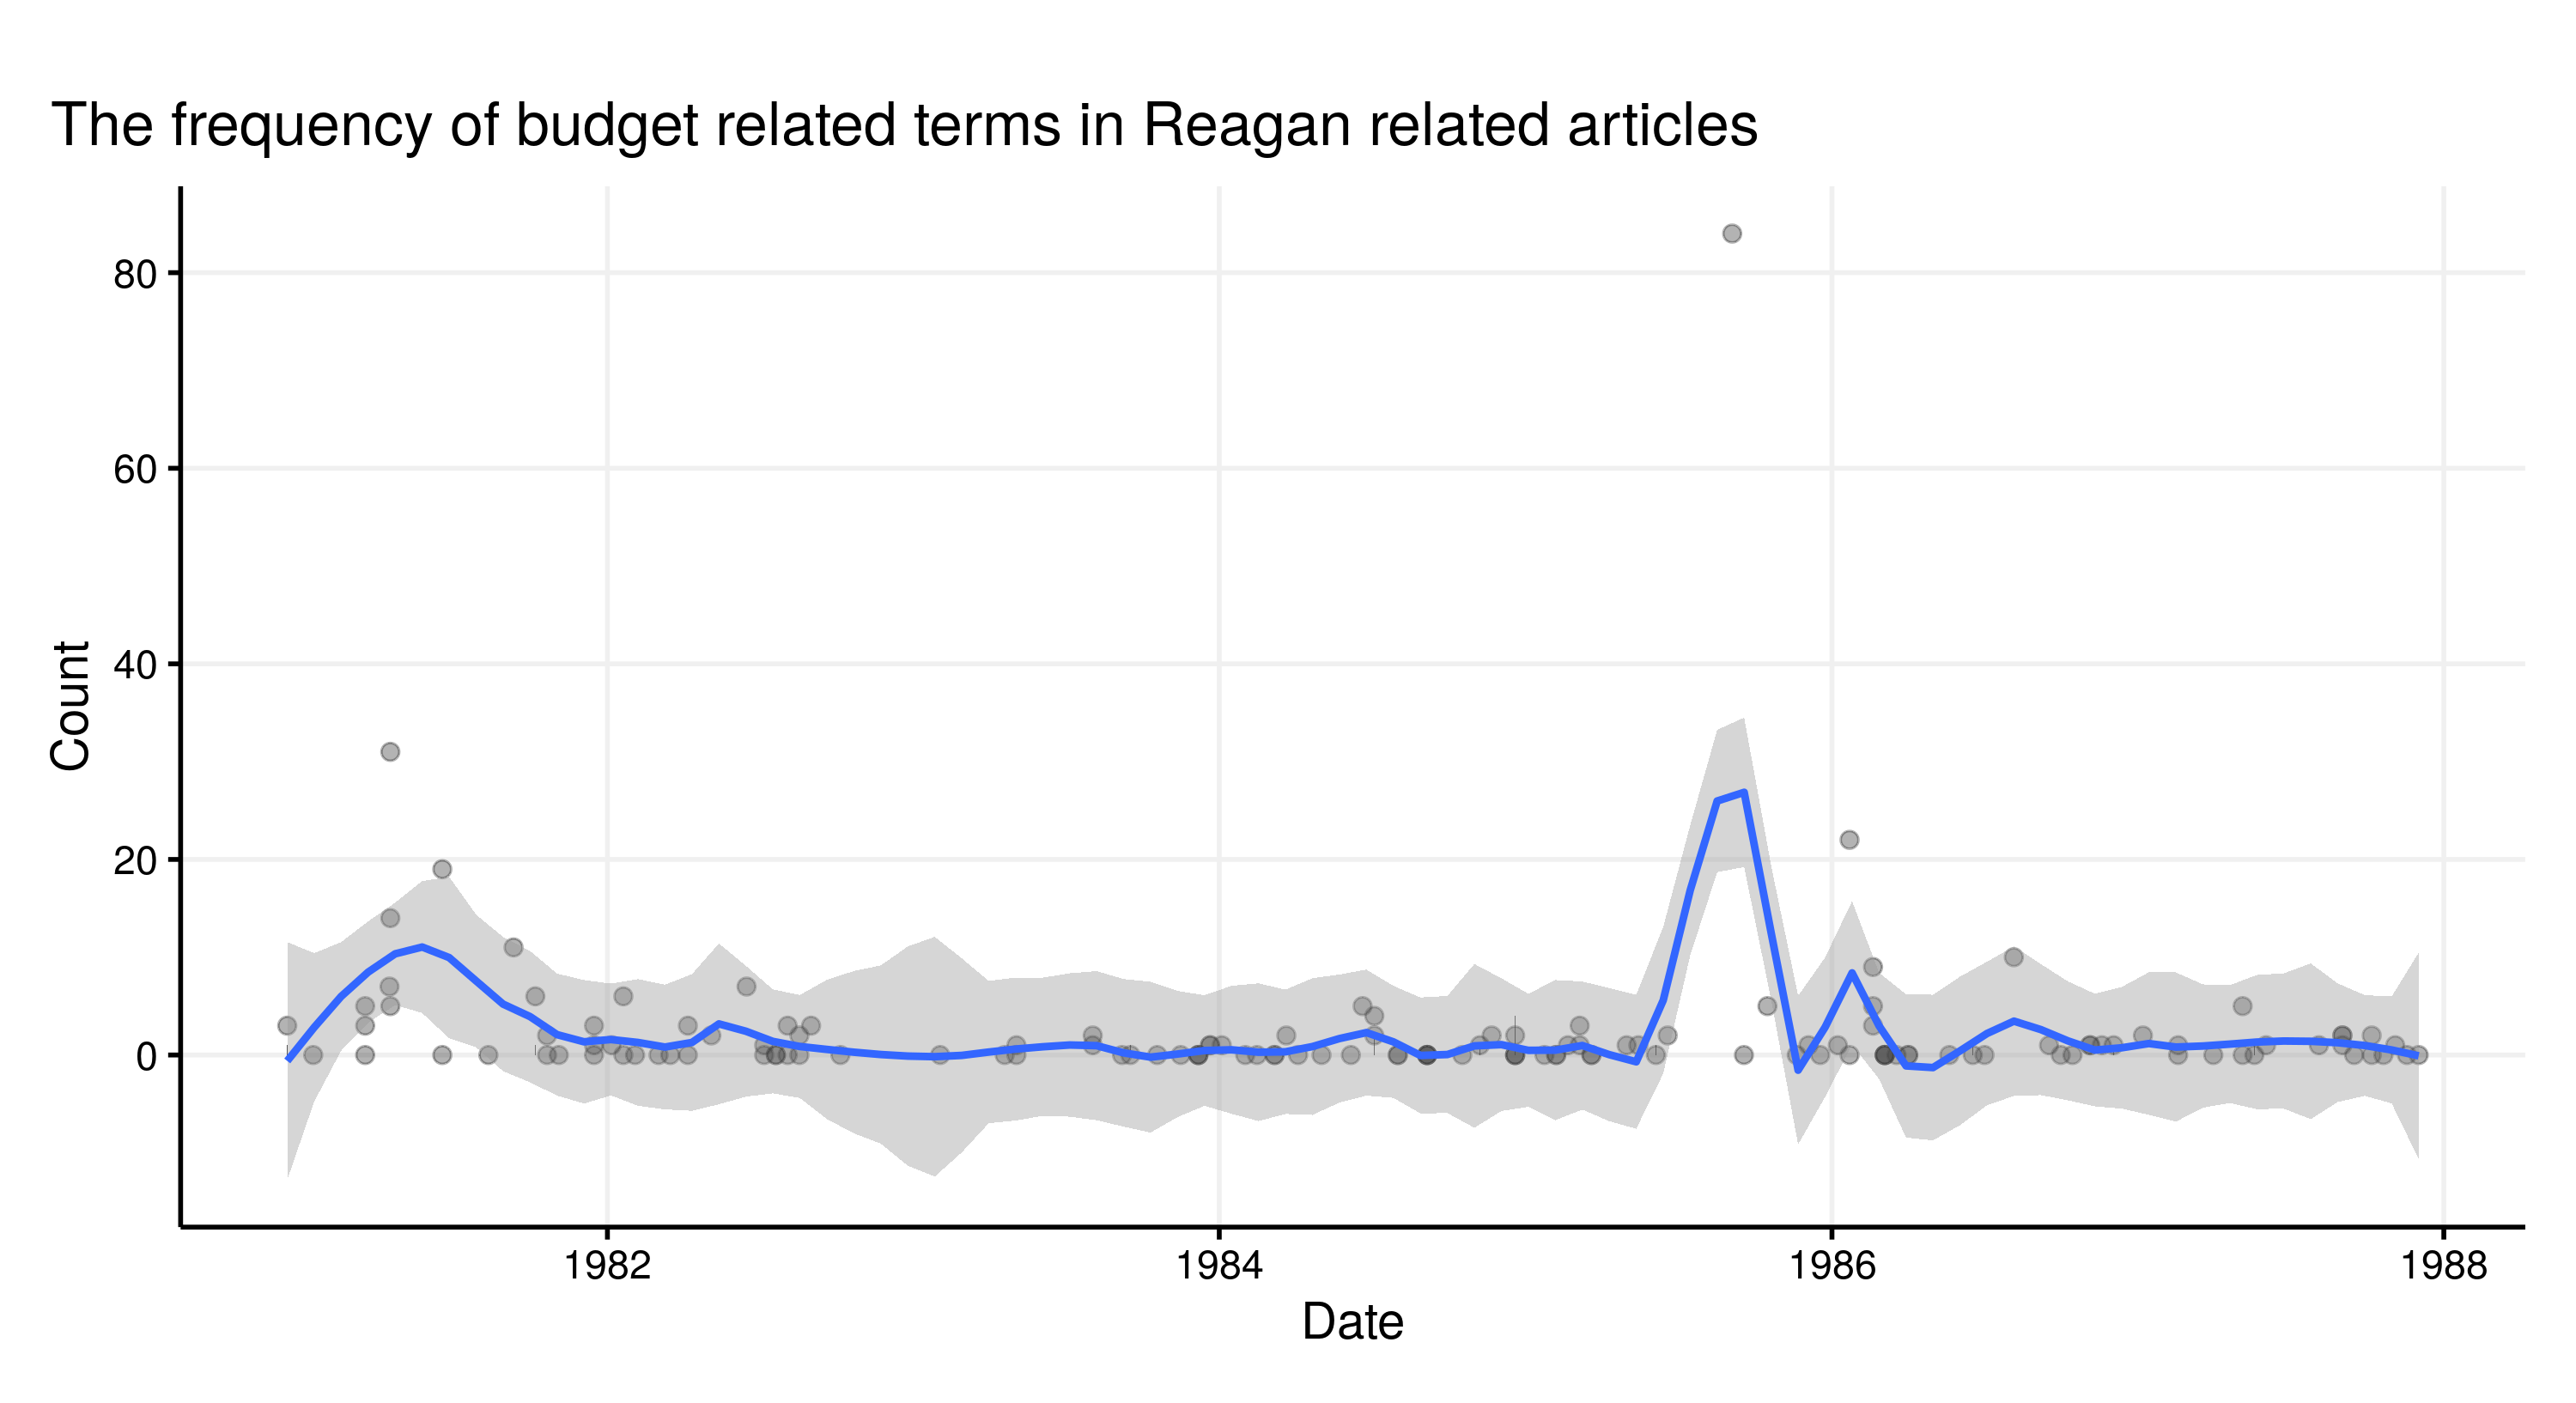 The frequency of budget related terms in Reagan related articles
80
60
40
20
0
Count
1982 1984 1986 1988
Date